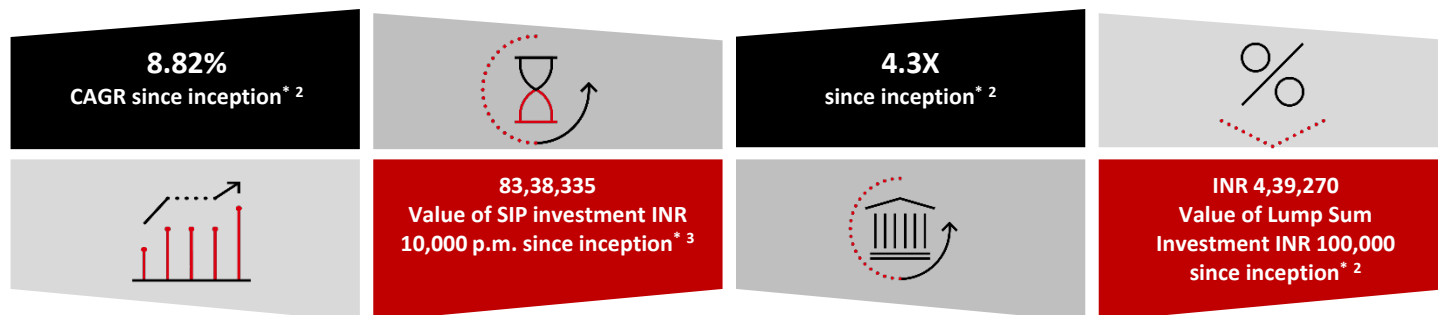 8.82%
CAGR since inception* 2
4.3X
since inception* 2
83,38,335
Value of SIP investment INR
10,000 p.m. since inception* 3
INR 4,39,270
Value of Lump Sum
Investment INR 100,000
since inception* 2